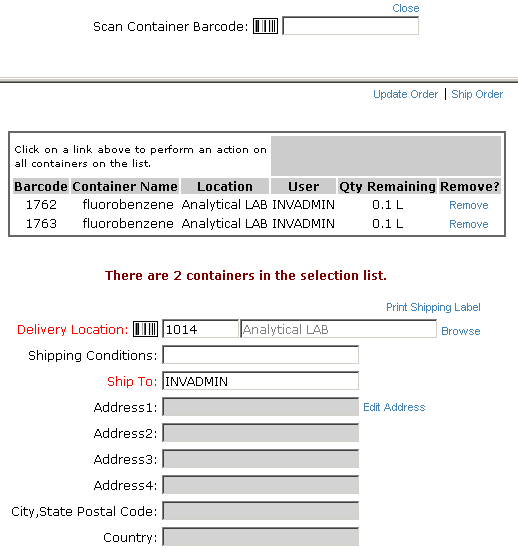 Close
Scan Container Barcode:
Update Order | Ship Order
Click on a link above to perform an action on
all containers on the list.
Barcode Container Name Location User Qty Remaining Remove?
1762 fluorobenzene Analytical LAB INVADMIN 0.1 L Remove
1763 fluorobenzene Analytical LAB INVADMIN 0.1 L Remove
There are 2 containers in the selection list.
Print Shipping Label
Delivery Location: 1014 Analytical LAB Browse
Shipping Conditions:
Ship To: INVADMIN
Address1: Edit Address
Address2:
Address3:
Address4:
City,State Postal Code:
Country: